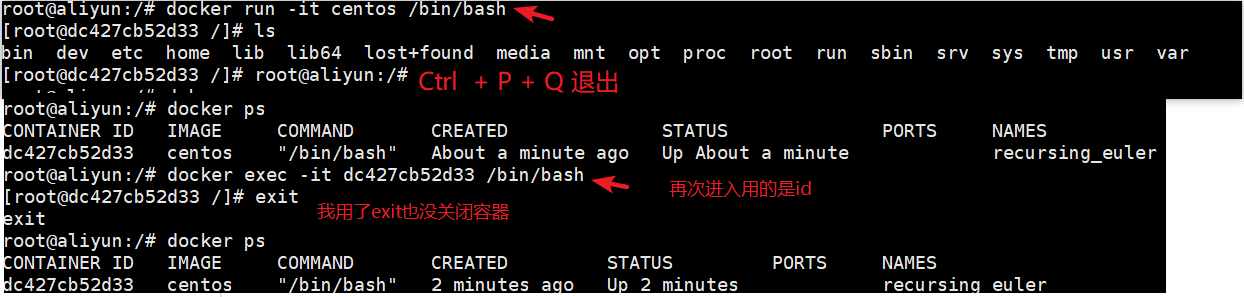 root@aliyun:/# docker run -it centos /bin/bash
[root@dc427cb52d33 /]# ls
bin dev etc home lib lib64 lost+found media mnt opt proc root run sbin srv sys tmp usr var
[root@dc427cb52d33 /]# root@aliyun:/# Ctrl + P + Q 退出
root@aliyun:/# docker ps
CONTAINER ID IMAGE COMMAND CREATED STATUS PORTS NAMES
dc427cb52d33 centos "/bin/bash" About a minute ago Up About a minute recursing_euler
root@aliyun:/# docker exec -it dc427cb52d33 /bin/bash
再次进入用的是id
[root@dc427cb52d33 /]# exit
我用了exit也没关闭容器
exit
root@aliyun:/# docker ps
CONTAINER ID IMAGE COMMAND CREATED STATUS PORTS NAMES
dc427cb52d33 centos "/bin/bash" 2 minutes ago Up 2 minutes recursing_euler